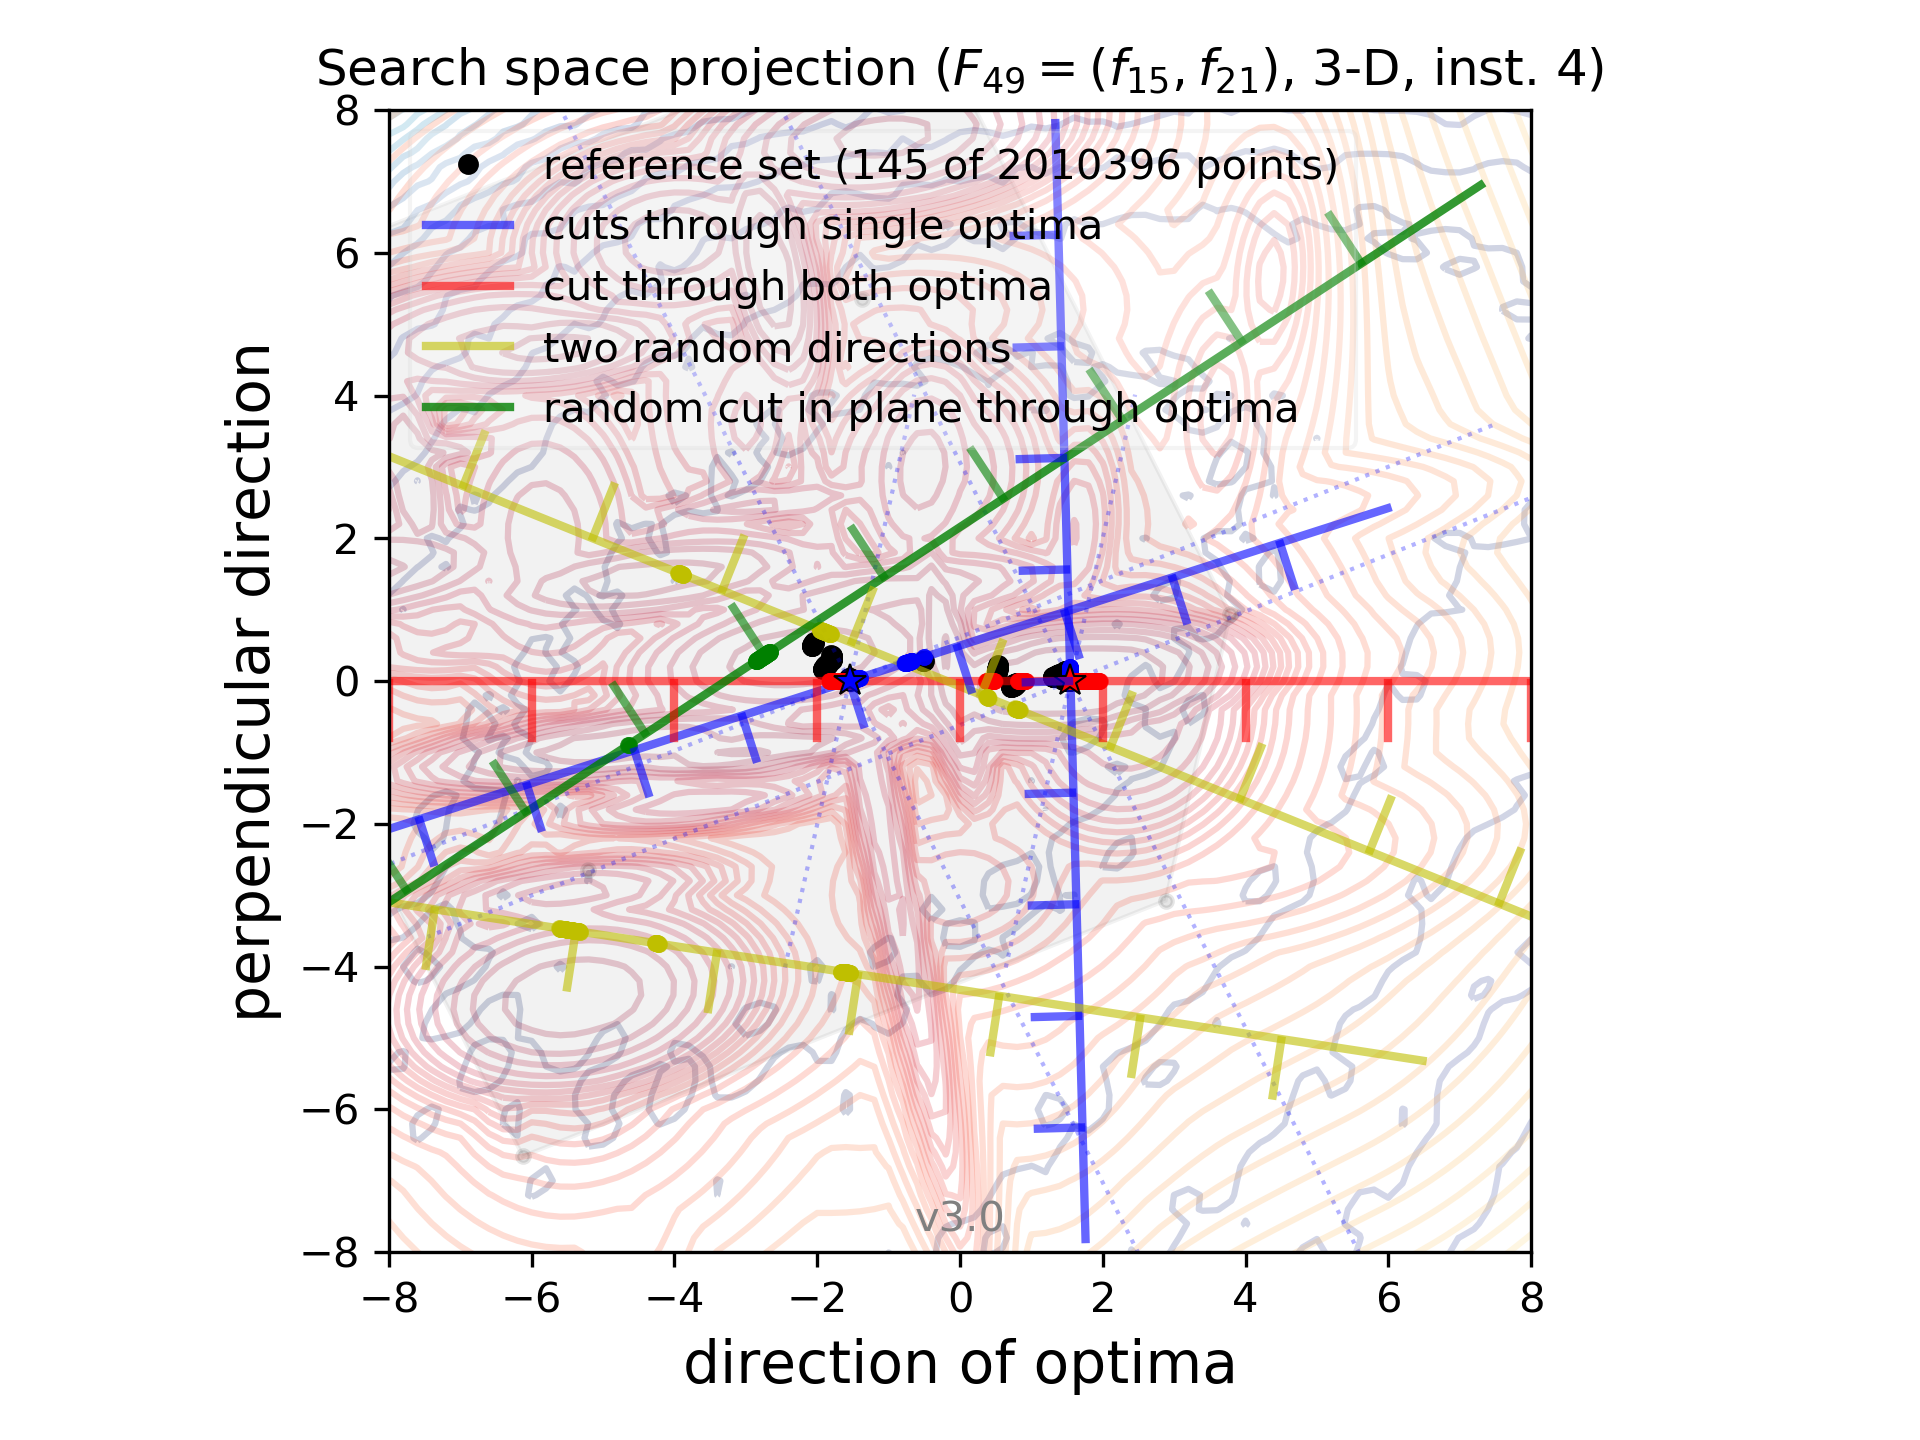 Search space projection (F49 = (f15, f21), 3-D, inst. 4)
8
6
4
2
0
−2
−4
−6
−8
perpendicular direction
reference set (145 of 2010396 points)
cuts through single optima
cut through both optima
two random directions
random cut in plane through optima
v3.0
−8 −6 −4 −2 0 2 4 6 8
direction of optima